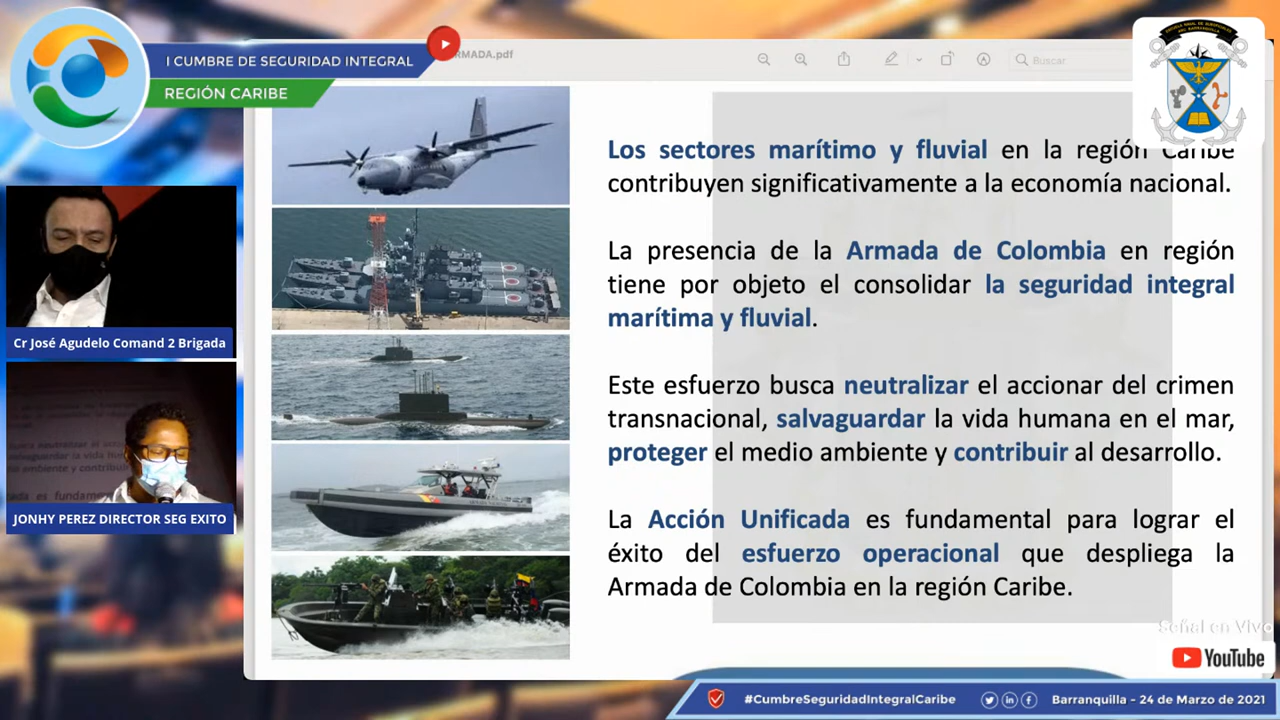 I CUMBRE DE SEGURIDAD INTEGRAL
REGIÓN CARIBE
RMADA.pdf
Buscar
Los sectores marítimo y fluvial en la región Caribe
contribuyen significativamente a la economía nacional.
La presencia de la Armada de Colombia en región
tiene por objeto el consolidar la seguridad integral
marítima y fluvial.
Este esfuerzo busca neutralizar el accionar del crimen
transnacional, salvaguardar la vida humana en el mar,
proteger el medio ambiente y contribuir al desarrollo.
La Acción Unificada es fundamental para lograr el
éxito del esfuerzo operacional que despliega la
Armada de Colombia en la región Caribe.
Cr José Agudelo Comand 2 Brigada
JONHY PEREZ DIRECTOR SEG EXITO
Señal en Vivo
YouTube
#CumbreSeguridadIntegralCaribe
Barranquilla - 24 de Marzo de 2021